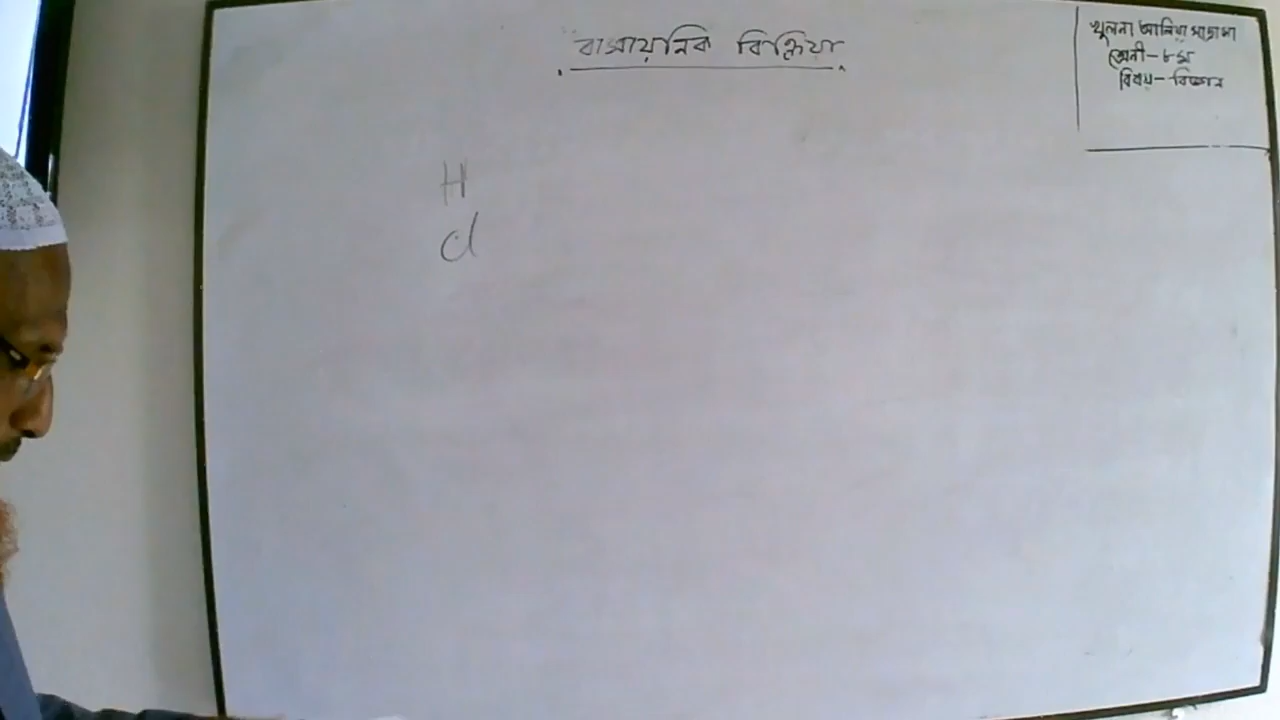 রাসায়নিক বিক্রিয়া
খুলনা আলিয়া মাদ্রাসা
শ্রেনী-৮ম
বিষয়-বিজ্ঞান
H
Cl